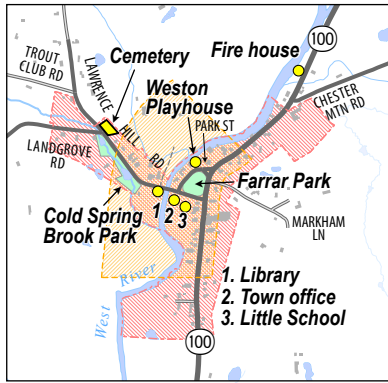 TROUT
CLUB RD
LAWRENCE
HILL RD
Cemetery
Fire house
100
Weston
Playhouse
PARK ST
CHESTER
MTN RD
LANDGROVE
RD
Farrar Park
Cold Spring
Brook Park
1
2
3
MARKHAM
LN
West River
1. Library
2. Town office
3. Little School
100